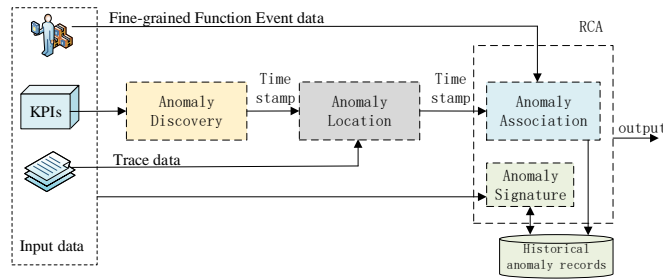 Fine-grained Function Event data
RCA
KPIs
Anomaly
Discovery
Time
stamp
Anomaly
Location
Time
stamp
Anomaly
Association
output
Trace data
Anomaly
Signature
Input data
Historical
anomaly records